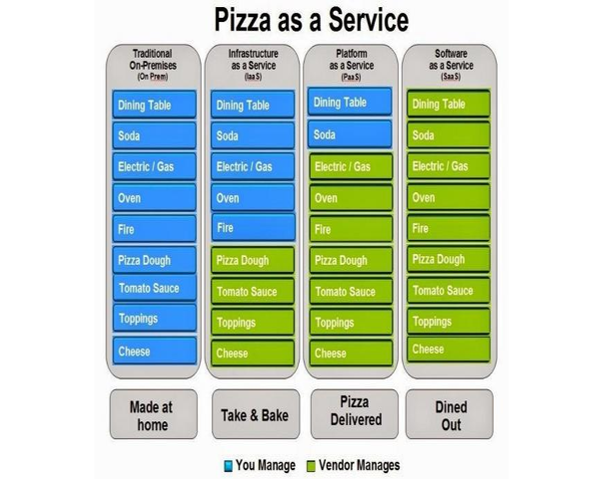 Pizza as a Service
Traditional
On-Premises
(On Prem)
Dining Table
Soda
Electric / Gas
Oven
Fire
Pizza Dough
Tomato Sauce
Toppings
Cheese
Made at
home
Infrastructure
as a Service
(IaaS)
Dining Table
Soda
Electric / Gas
Oven
Fire
Pizza Dough
Tomato Sauce
Toppings
Cheese
Take & Bake
Platform
as a Service
(PaaS)
Dining Table
Soda
Electric / Gas
Oven
Fire
Pizza Dough
Tomato Sauce
Toppings
Cheese
Pizza
Delivered
Software
as a Service
(SaaS)
Dining Table
Soda
Electric / Gas
Oven
Fire
Pizza Dough
Tomato Sauce
Toppings
Cheese
Dined
Out
You Manage
Vendor Manages